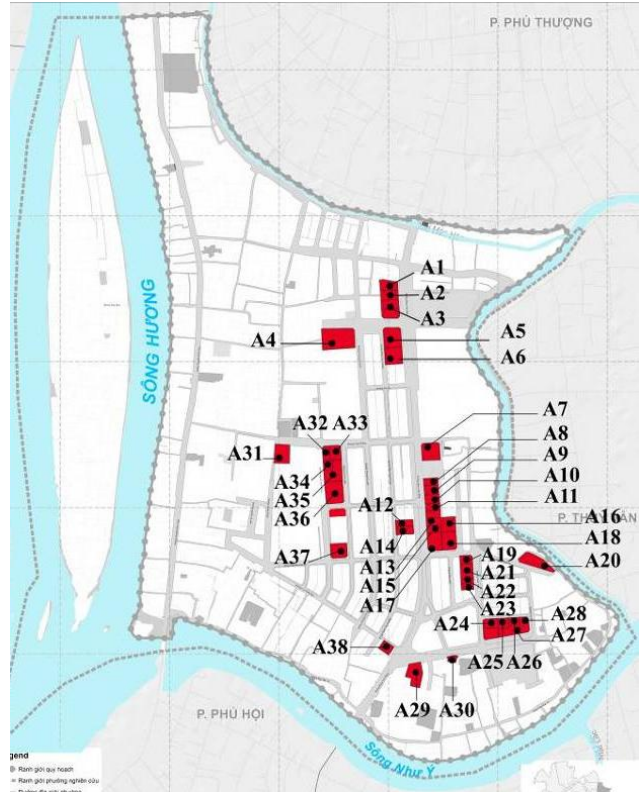 P. PHÚ THƯỢNG
A1
A2
A3
A4
A5
A6
SÔNG HƯƠNG
A7
A32 A33
A8
A31
A9
A34
A10
A35
A11
A36
A12
A16
A37
A14
A18
A13
A19
A20
A15
A21
A17
A22
A23
A24
A28
A27
A38
A25 A26
A29
A30
P. PHÚ HỘI
Sông Như Ý
gend
Ranh giới quy hoạch
Ranh giới phường nghiên cứu